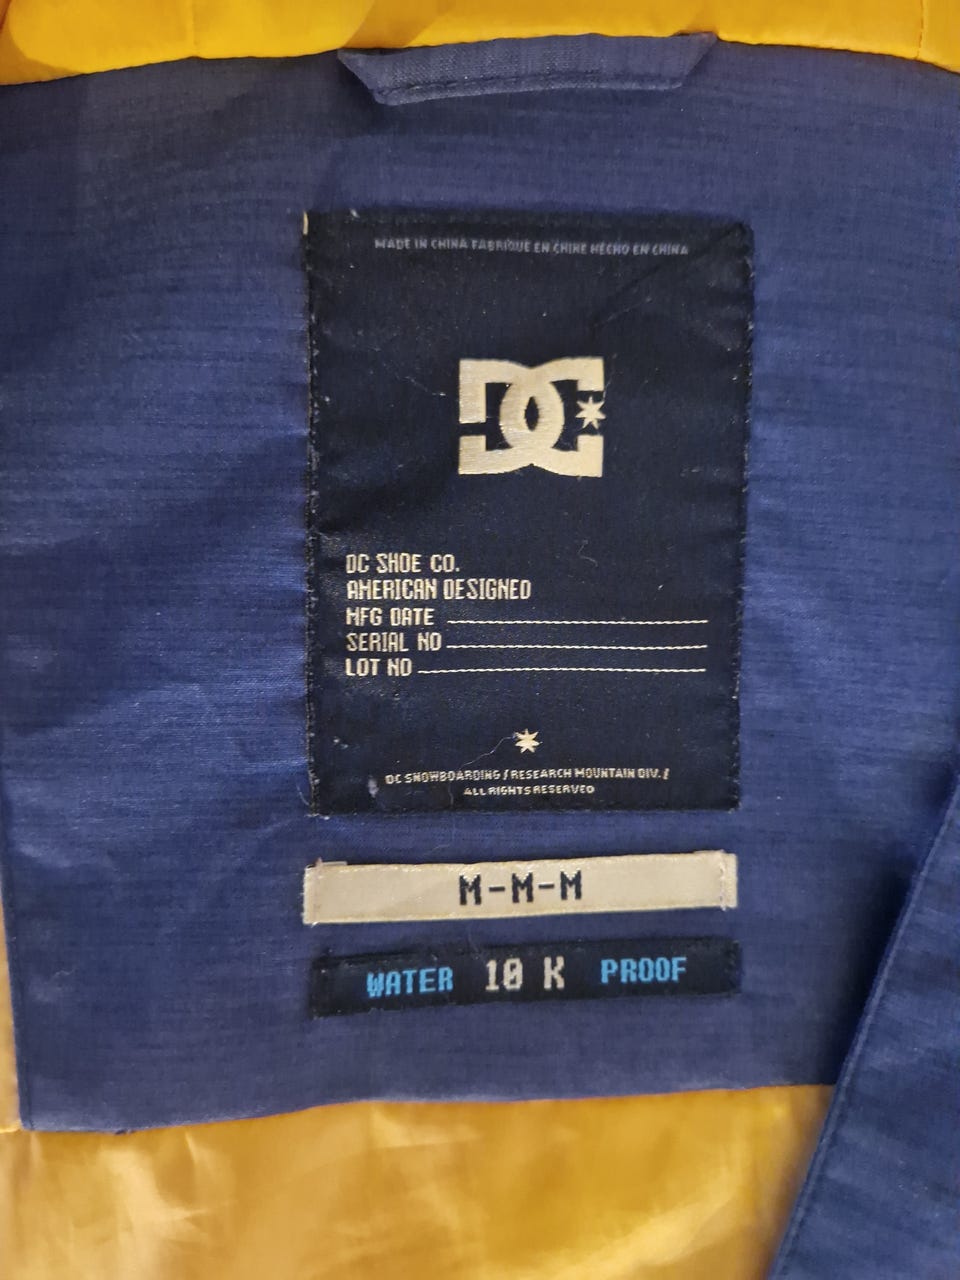 MADE IN CHINA FABRIQUE EN CHINE HECHO EN CHINA
DC
DC SHOE CO.
AMERICAN DESIGNED
MFG DATE
SERIAL NO
LOT NO
DC SNOWBOARDING / RESEARCH MOUNTAIN DIV. /
ALL RIGHTS RESERVED
M-M-M
WATER 10 K PROOF